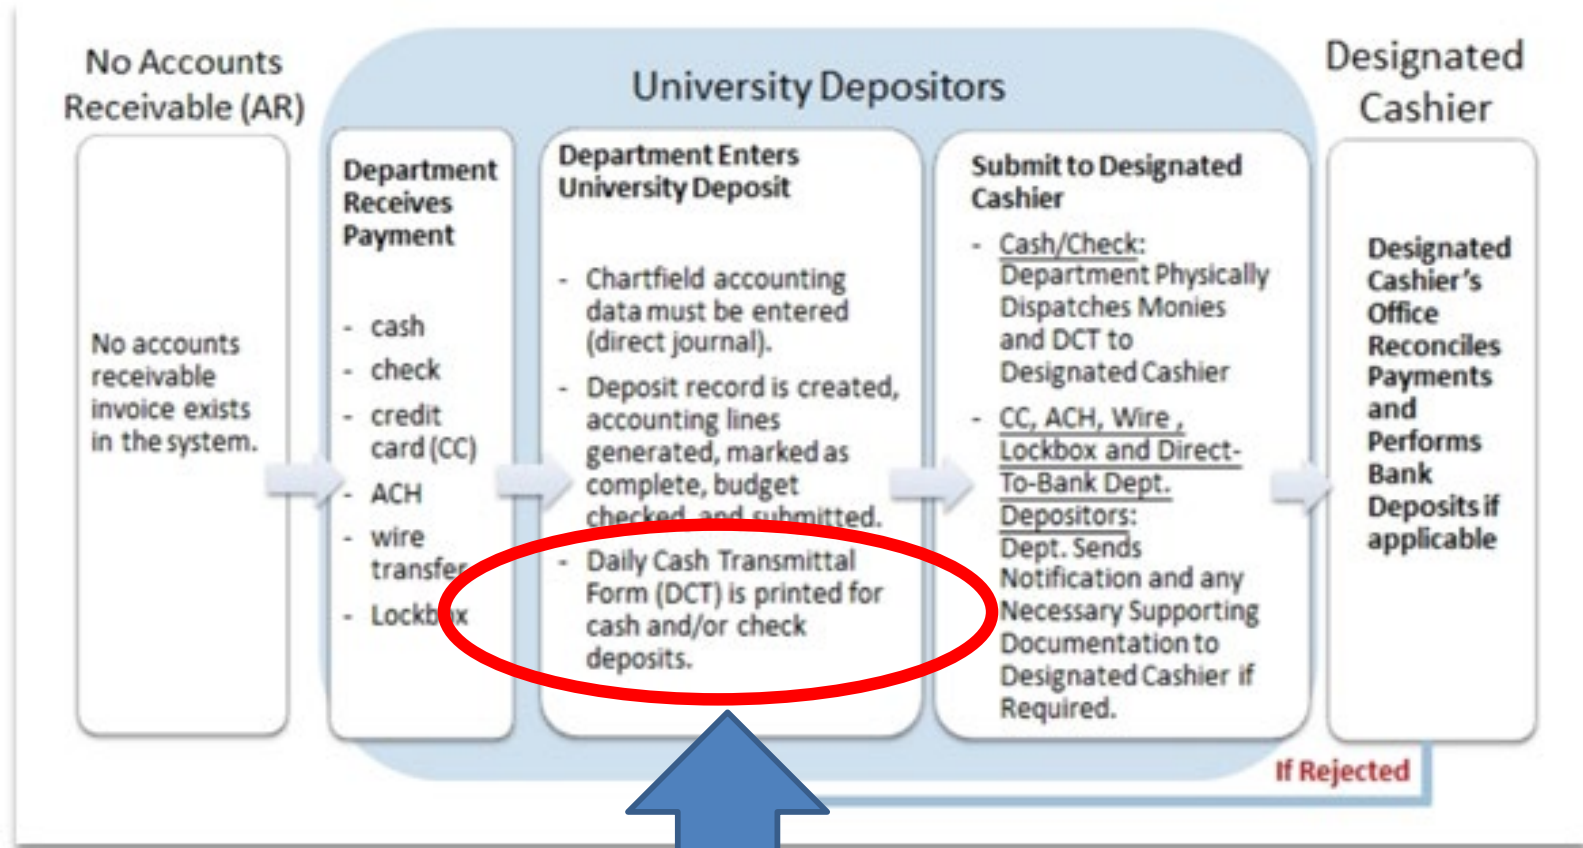 No Accounts
Receivable (AR)
University Depositors
Designated
Cashier
No accounts
receivable
invoice exists
in the system.
Department
Receives
Payment
- cash
- check
- credit
card (CC)
- ACH
- wire
transfer
- Lockbox
Department Enters
University Deposit
- Chartfield accounting
data must be entered
(direct journal).
- Deposit record is created,
accounting lines
generated, marked as
complete, budget
checked, and submitted.
- Daily Cash Transmittal
Form (DCT) is printed for
cash and/or check
deposits.
Submit to Designated
Cashier
- Cash/Check:
Department Physically
Dispatches Monies
and DCT to
Designated Cashier
- CC, ACH, Wire ,
Lockbox and Direct-
To-Bank Dept.
Depositors:
Dept. Sends
Notification and any
Necessary Supporting
Documentation to
Designated Cashier if
Required.
Designated
Cashier's
Office
Reconciles
Payments
and
Performs
Bank
Deposits if
applicable
If Rejected